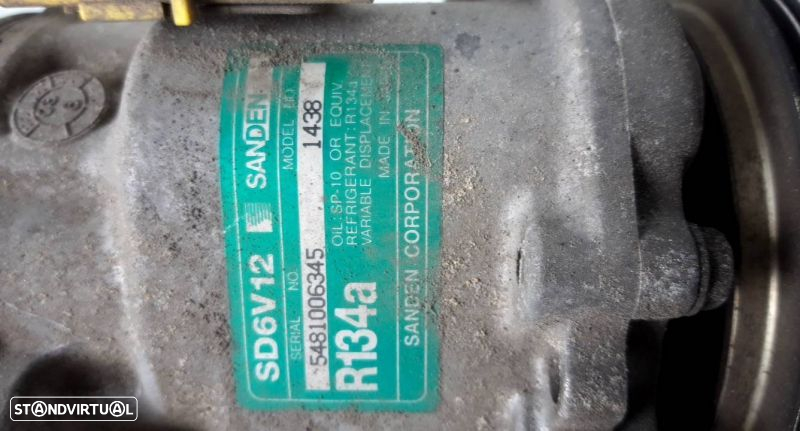 SD6V12 SANDEN
SERIAL NO. MODEL NO.
5481006345 1438
OIL: SP-10 OR EQUIV.
REFRIGERANT: R134a
VARIABLE DISPLACEMENT
R134a MADE IN
SANDEN CORPORATION
STANDVIRTUAL